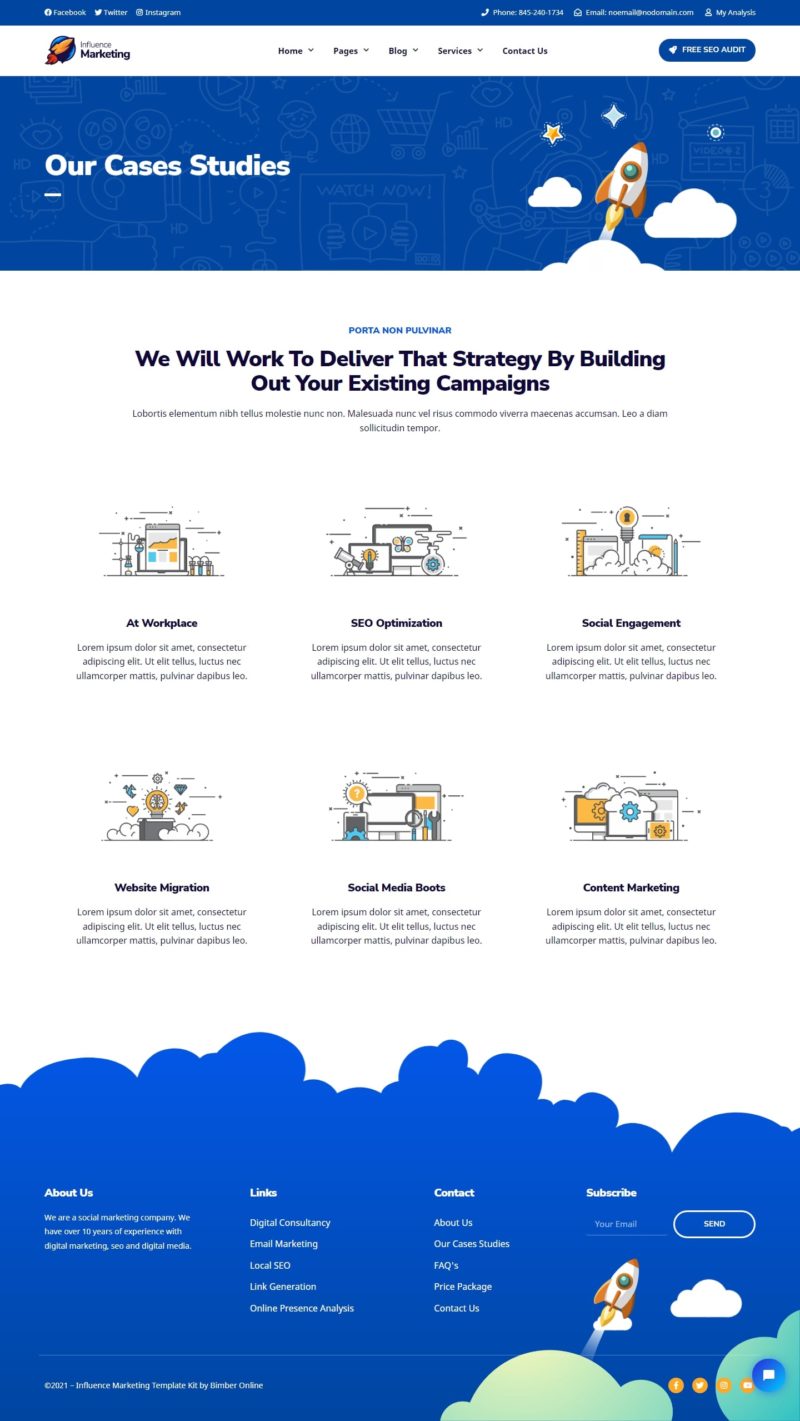 Facebook Twitter Instagram
Phone: 845-240-1734 Email: noemail@nodomain.com My Analysis
Influence
Marketing
Home Pages Blog Services Contact Us
FREE SEO AUDIT
Our Cases Studies
HD
HD
HD
HD
WATCH NOW!
VIDEO
3
PORTA NON PULVINAR
We Will Work To Deliver That Strategy By Building
Out Your Existing Campaigns
Lobortis elementum nibh tellus molestie nunc non. Malesuada nunc vel risus commodo viverra maecenas accumsan. Leo a diam
sollicitudin tempor.
At Workplace
Lorem ipsum dolor sit amet, consectetur
adipiscing elit. Ut elit tellus, luctus nec
ullamcorper mattis, pulvinar dapibus leo.
SEO Optimization
Lorem ipsum dolor sit amet, consectetur
adipiscing elit. Ut elit tellus, luctus nec
ullamcorper mattis, pulvinar dapibus leo.
Social Engagement
Lorem ipsum dolor sit amet, consectetur
adipiscing elit. Ut elit tellus, luctus nec
ullamcorper mattis, pulvinar dapibus leo.
Website Migration
Lorem ipsum dolor sit amet, consectetur
adipiscing elit. Ut elit tellus, luctus nec
ullamcorper mattis, pulvinar dapibus leo.
?
Social Media Boots
Lorem ipsum dolor sit amet, consectetur
adipiscing elit. Ut elit tellus, luctus nec
ullamcorper mattis, pulvinar dapibus leo.
Content Marketing
Lorem ipsum dolor sit amet, consectetur
adipiscing elit. Ut elit tellus, luctus nec
ullamcorper mattis, pulvinar dapibus leo.
About Us
We are a social marketing company. We
have over 10 years of experience with
digital marketing, seo and digital media.
Links
Digital Consultancy
Email Marketing
Local SEO
Link Generation
Online Presence Analysis
Contact
About Us
Our Cases Studies
FAQ's
Price Package
Contact Us
Subscribe
Your Email
SEND
©2021 – Influence Marketing Template Kit by Bimber Online